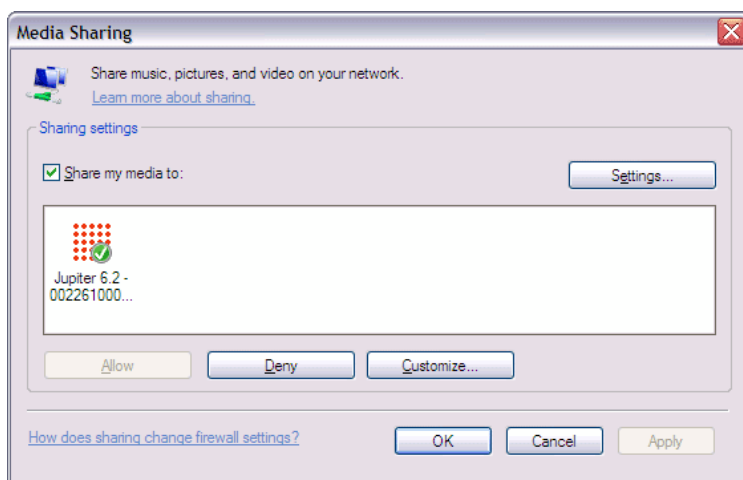 Media Sharing
Share music, pictures, and video on your network.
Learn more about sharing.
Sharing settings
Share my media to:
Settings...
Jupiter 6.2 -
002261000...
Allow
Deny
Customize...
How does sharing change firewall settings?
OK
Cancel
Apply